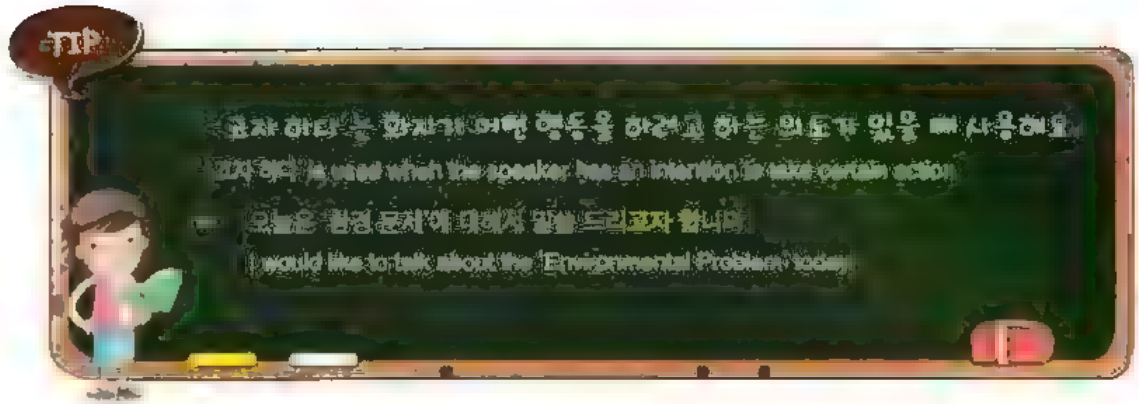 TIP
고자 하다'는 화자가 어떤 행동을 하려고 하는 의도가 있을 때 사용해요
고자 하다' is used when the speaker has an intention to take certain action
오늘은 환경 문제에 대해서 말씀 드리고자 합니다
I would like to talk about the 'Environmental Problem' today